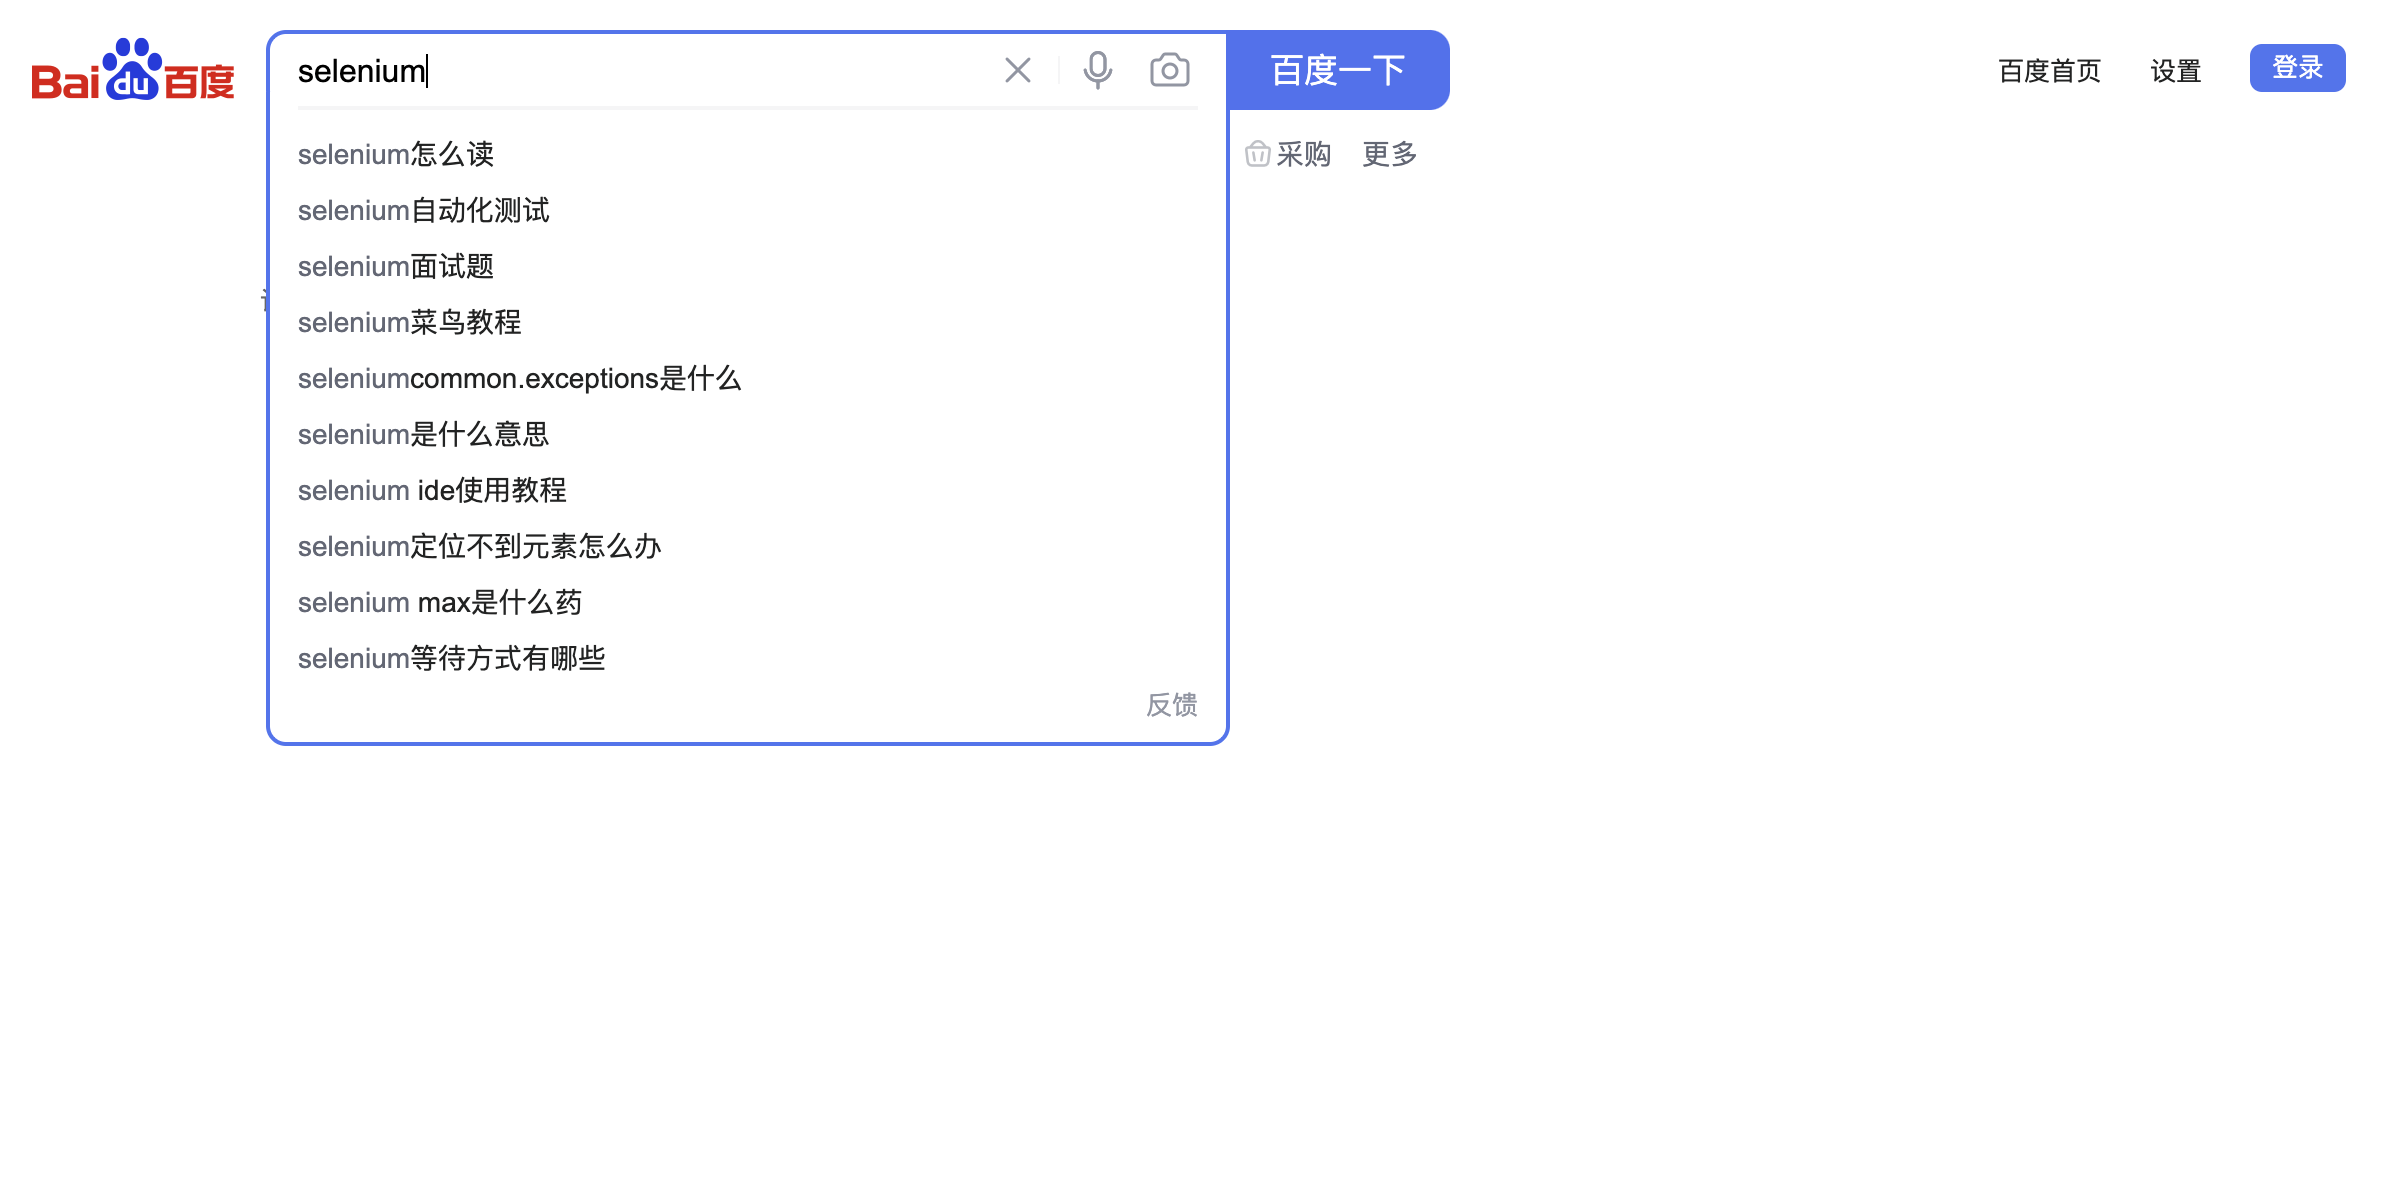 Bai du 百度
selenium
百度一下
百度首页
设置
登录
采购
更多
selenium怎么读
selenium自动化测试
selenium面试题
selenium菜鸟教程
seleniumcommon.exceptions是什么
selenium是什么意思
selenium ide使用教程
selenium定位不到元素怎么办
selenium max是什么药
selenium等待方式有哪些
反馈